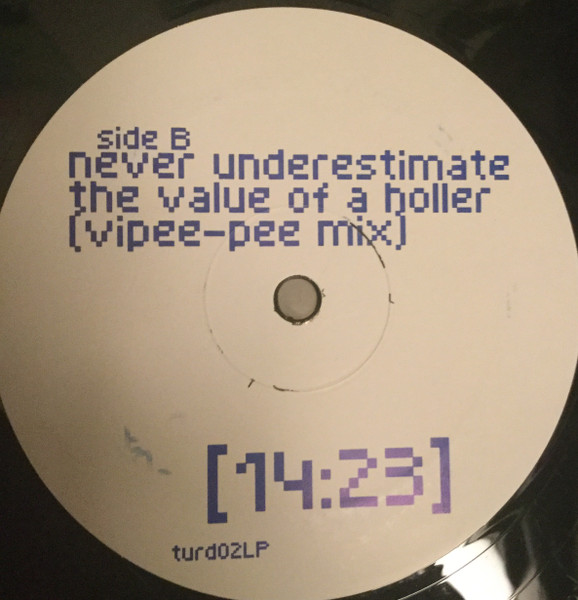 side B
never underestimate
the value of a holler
(vipee-pee mix)
[14:23]
turd02LP